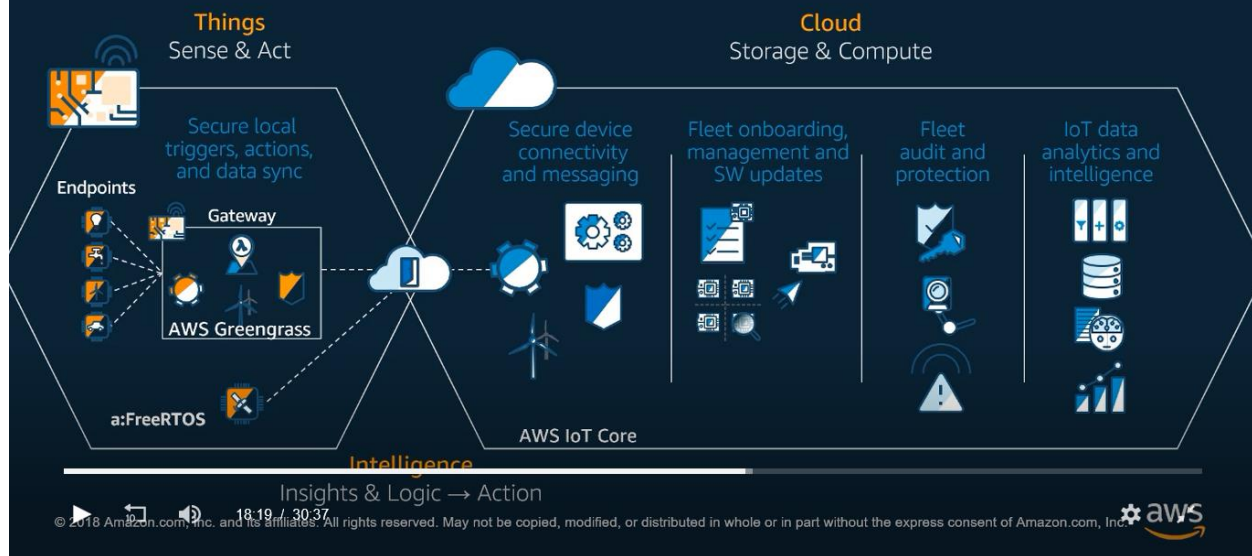 Things
Sense & Act
Cloud
Storage & Compute
Secure local
triggers, actions,
and data sync
Endpoints
Gateway
AWS Greengrass
a:FreeRTOS
Secure device
connectivity
and messaging
Fleet onboarding,
management and
SW updates
Fleet
audit and
protection
IoT data
analytics and
intelligence
AWS IoT Core
Intelligence
Insights & Logic → Action
10
18:19 / 30:37
© 2018 Amazon.com, Inc. and its affiliates. All rights reserved. May not be copied, modified, or distributed in whole or in part without the express consent of Amazon.com, Inc.
aws